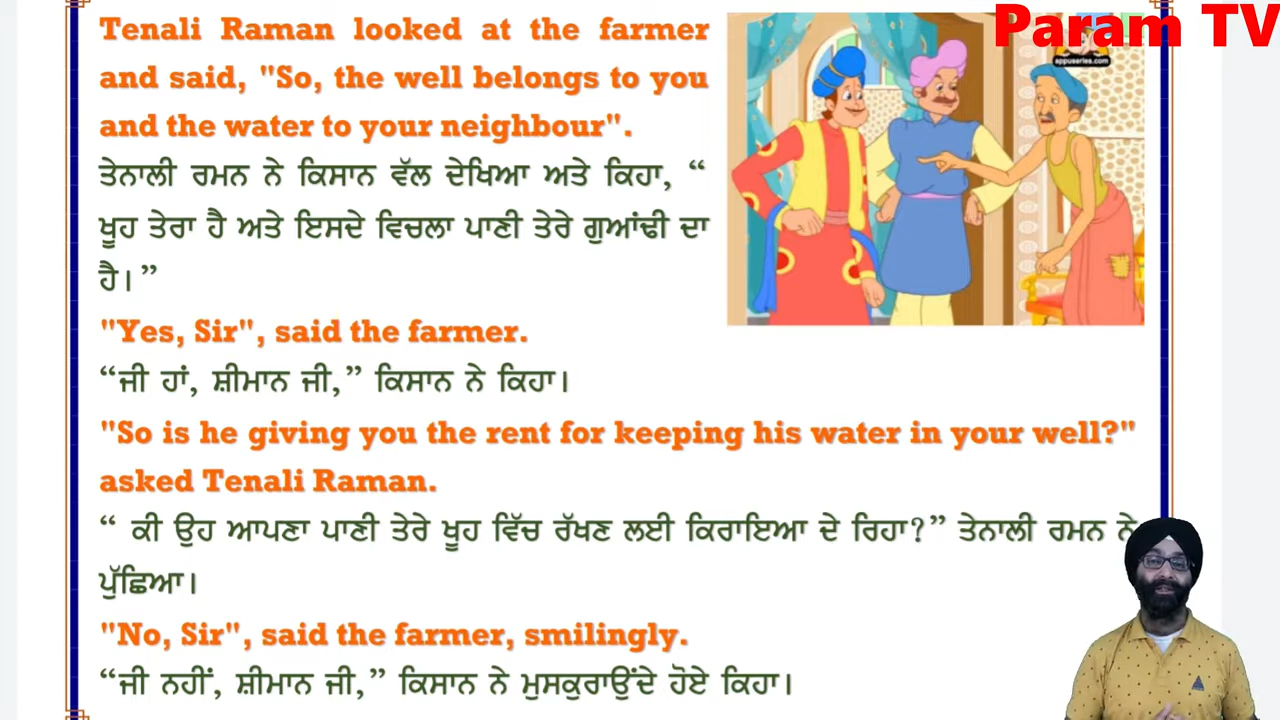 Param TV
appuseries.com
Tenali Raman looked at the farmer
and said, "So, the well belongs to you
and the water to your neighbour".
ਤੇਨਾਲੀ ਰਮਨ ਨੇ ਕਿਸਾਨ ਵੱਲ ਦੇਖਿਆ ਅਤੇ ਕਿਹਾ, “
ਖੂਹ ਤੇਰਾ ਹੈ ਅਤੇ ਇਸਦੇ ਵਿਚਲਾ ਪਾਣੀ ਤੇਰੇ ਗੁਆਂਢੀ ਦਾ
ਹੈ।”
"Yes, Sir", said the farmer.
“ਜੀ ਹਾਂ, ਸ਼੍ਰੀਮਾਨ ਜੀ,” ਕਿਸਾਨ ਨੇ ਕਿਹਾ।
"So is he giving you the rent for keeping his water in your well?"
asked Tenali Raman.
“ ਕੀ ਉਹ ਆਪਣਾ ਪਾਣੀ ਤੇਰੇ ਖੂਹ ਵਿੱਚ ਰੱਖਣ ਲਈ ਕਿਰਾਇਆ ਦੇ ਰਿਹਾ?” ਤੇਨਾਲੀ ਰਮਨ ਨੇ
ਪੁੱਛਿਆ।
"No, Sir", said the farmer, smilingly.
“ਜੀ ਨਹੀਂ, ਸ਼੍ਰੀਮਾਨ ਜੀ,” ਕਿਸਾਨ ਨੇ ਮੁਸਕੁਰਾਉਂਦੇ ਹੋਏ ਕਿਹਾ।